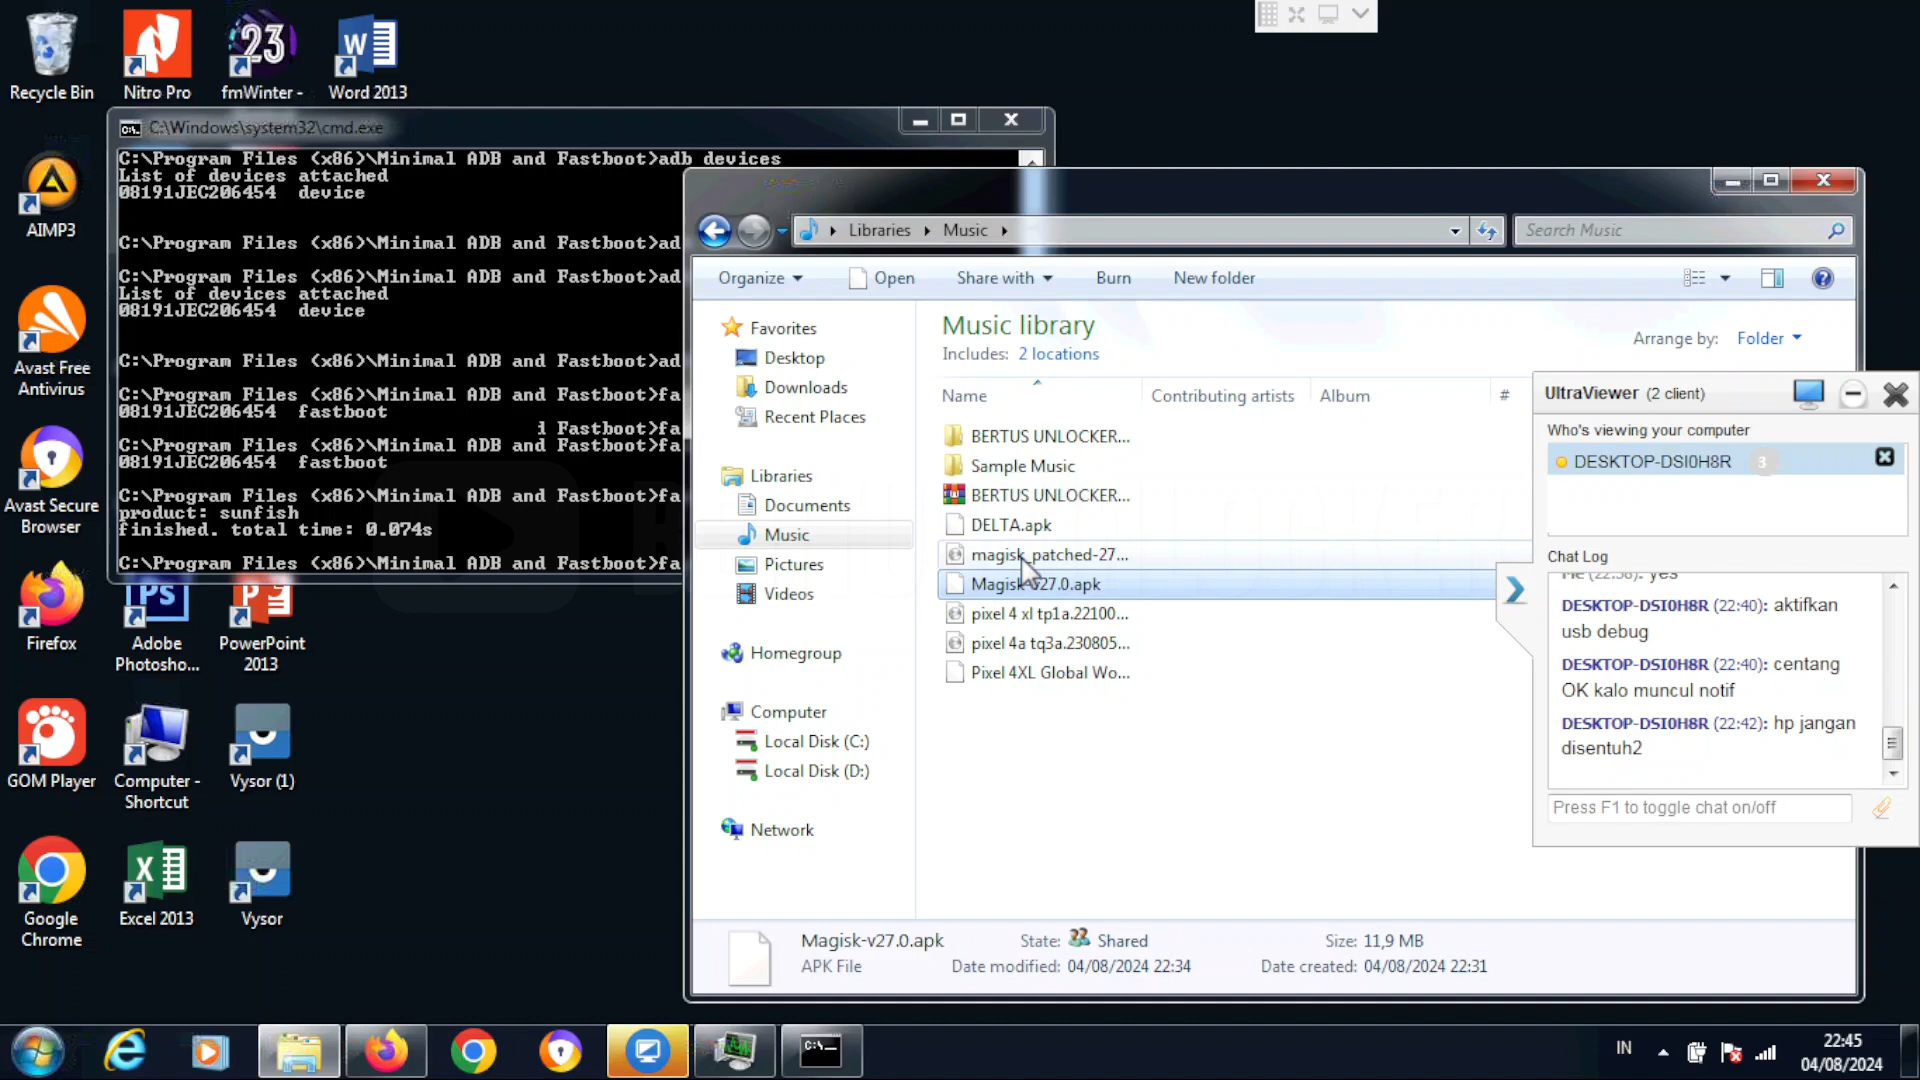 Recycle Bin
Nitro Pro
fmWinter -
Word 2013
AIMP3
Avast Free
Antivirus
Avast Secure
Browser
Firefox
Adobe
Photosho...
PowerPoint
2013
GOM Player
Computer -
Shortcut
Vysor (1)
Google
Chrome
Excel 2013
Vysor
C:\Windows\system32\cmd.exe
C:\Program Files (x86)\Minimal ADB and Fastboot>adb devices
List of devices attached
08191JEC206454 device
C:\Program Files (x86)\Minimal ADB and Fastboot>ad
C:\Program Files (x86)\Minimal ADB and Fastboot>ad
List of devices attached
08191JEC206454 device
C:\Program Files (x86)\Minimal ADB and Fastboot>ad
C:\Program Files (x86)\Minimal ADB and Fastboot>fa
08191JEC206454 fastboot
Fastboot>fa
C:\Program Files (x86)\Minimal ADB and Fastboot>fa
08191JEC206454 fastboot
C:\Program Files (x86)\Minimal ADB and Fastboot>fa
product: sunfish
finished. total time: 0.074s
C:\Program Files (x86)\Minimal ADB and Fastboot>fa
Libraries
Music
Search Music
Organize
Open
Share with
Burn
New folder
Favorites
Desktop
Downloads
Recent Places
Libraries
Documents
Music
Pictures
Videos
Homegroup
Computer
Local Disk (C:)
Local Disk (D:)
Network
Music library
Includes: 2 locations
Arrange by: Folder
Name
Contributing artists
Album
#
BERTUS UNLOCKER...
Sample Music
BERTUS UNLOCKER...
DELTA.apk
magisk_patched-27...
Magisk-v27.0.apk
pixel 4 xl tp1a.22100...
pixel 4a tq3a.230805...
Pixel 4XL Global Wo...
Magisk-v27.0.apk
APK File
State: Shared
Date modified: 04/08/2024 22:34
Size: 11,9 MB
Date created: 04/08/2024 22:31
UltraViewer (2 client)
Who's viewing your computer
DESKTOP-DSI0H8R
3
Chat Log
Me (22:38): yes
DESKTOP-DSI0H8R (22:40): aktifkan
usb debug
DESKTOP-DSI0H8R (22:40): centang
OK kalo muncul notif
DESKTOP-DSI0H8R (22:42): hp jangan
disentuh2
Press F1 to toggle chat on/off
IN
22:45
04/08/2024